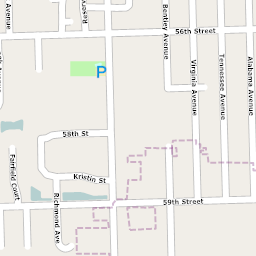 56th Street
Bentley Avenue
Virginia Avenue
Tennessee Avenue
Alabama Avenue
Avenue
P
58th St
Fairfield Court
Kristin St
Richmond Ave
59th Street